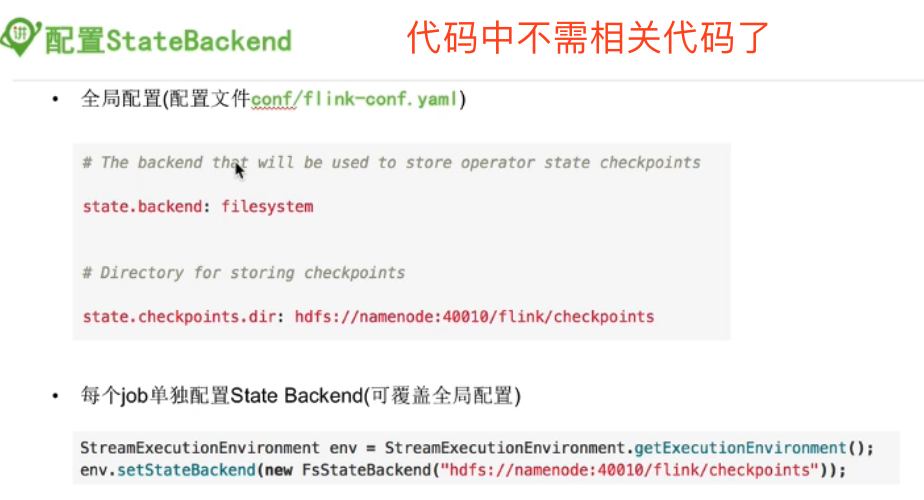 讲
配置StateBackend
代码中不需相关代码了
• 全局配置(配置文件conf/flink-conf.yaml)
# The backend that will be used to store operator state checkpoints
state.backend: filesystem
# Directory for storing checkpoints
state.checkpoints.dir: hdfs://namenode:40010/flink/checkpoints
• 每个job单独配置State Backend(可覆盖全局配置)
StreamExecutionEnvironment env = StreamExecutionEnvironment.getExecutionEnvironment();
env.setStateBackend(new FsStateBackend("hdfs://namenode:40010/flink/checkpoints"));